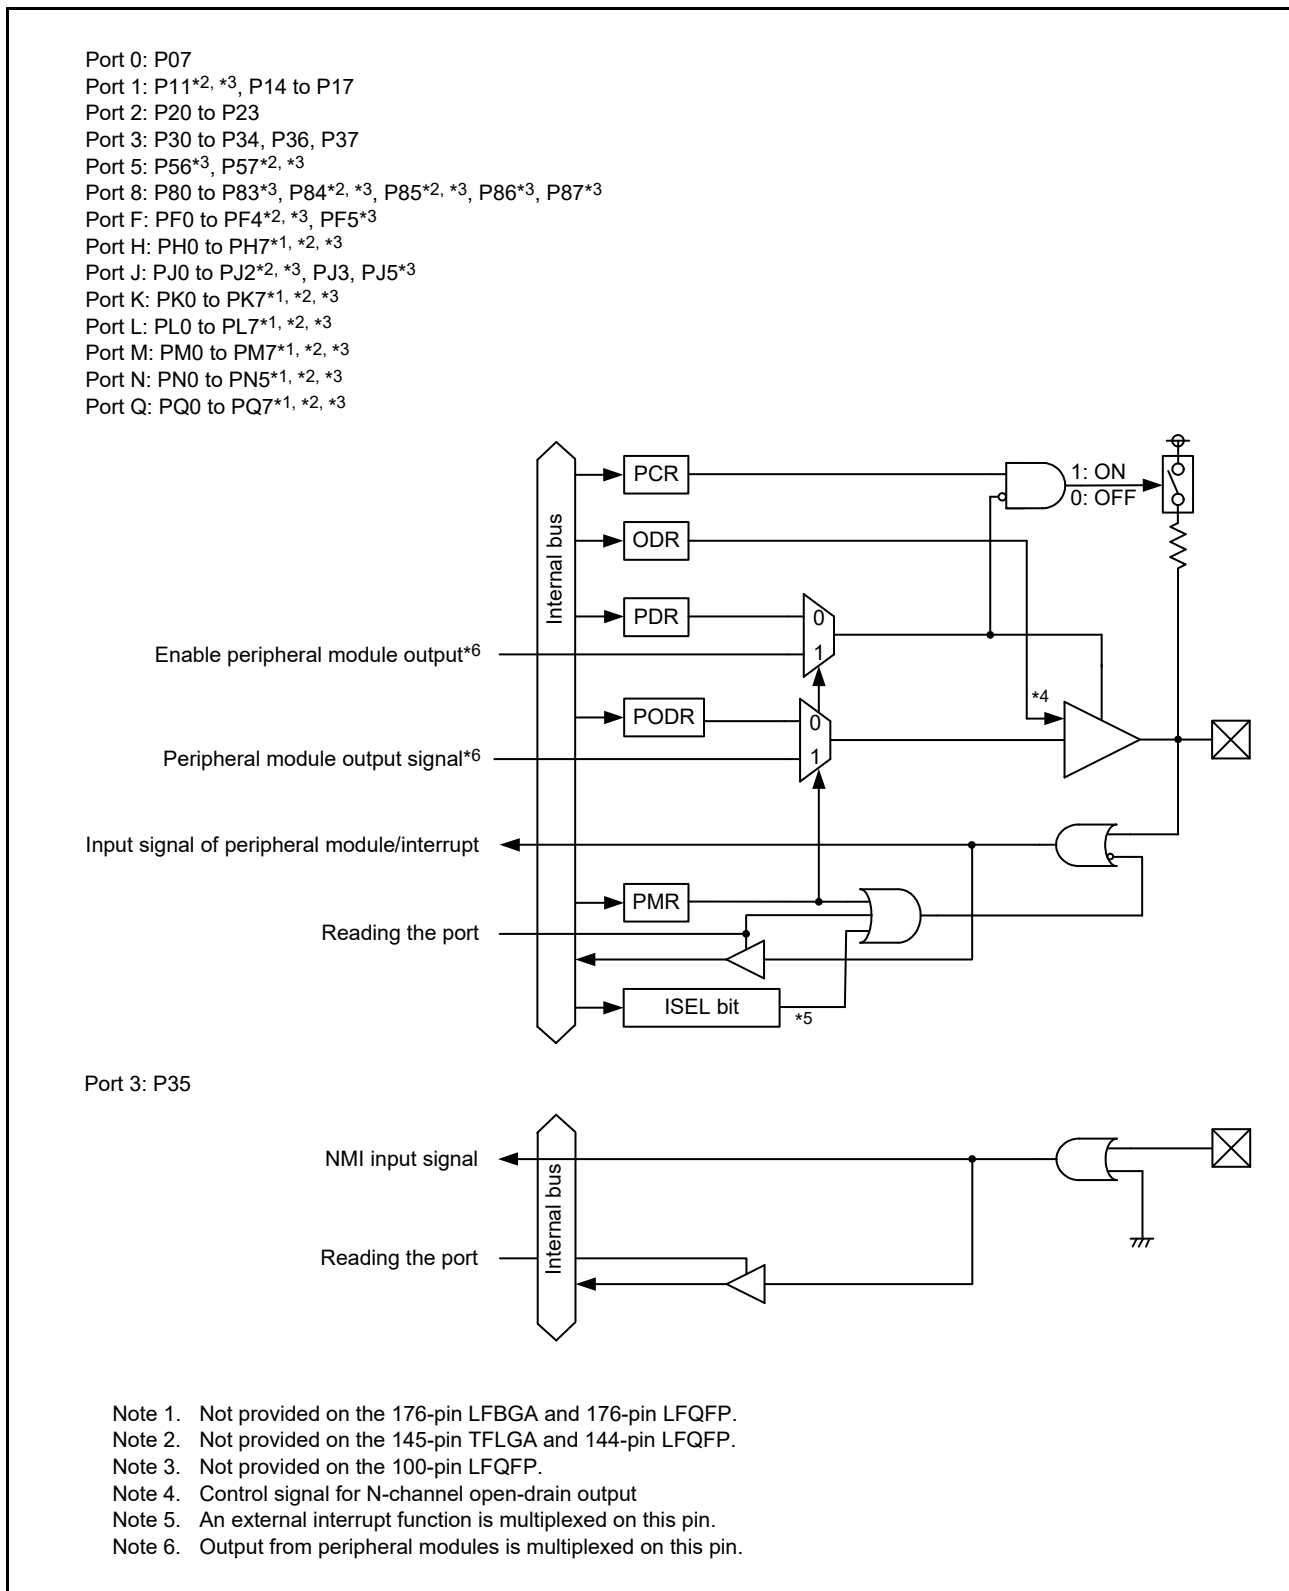 Port 0: P07
Port 1: P11*2, *3, P14 to P17
Port 2: P20 to P23
Port 3: P30 to P34, P36, P37
Port 5: P56*3, P57*2, *3
Port 8: P80 to P83*3, P84*2, *3, P85*2, *3, P86*3, P87*3
Port F: PF0 to PF4*2, *3, PF5*3
Port H: PH0 to PH7*1, *2, *3
Port J: PJ0 to PJ2*2, *3, PJ3, PJ5*3
Port K: PK0 to PK7*1, *2, *3
Port L: PL0 to PL7*1, *2, *3
Port M: PM0 to PM7*1, *2, *3
Port N: PN0 to PN5*1, *2, *3
Port Q: PQ0 to PQ7*1, *2, *3
Internal bus
PCR
1: ON
0: OFF
ODR
PDR
0
Enable peripheral module output*6
1
*4
PODR
0
Peripheral module output signal*6
1
Input signal of peripheral module/interrupt
PMR
Reading the port
ISEL bit
*5
Port 3: P35
Internal bus
NMI input signal
Reading the port
Note 1. Not provided on the 176-pin LFBGA and 176-pin LFQFP.
Note 2. Not provided on the 145-pin TFLGA and 144-pin LFQFP.
Note 3. Not provided on the 100-pin LFQFP.
Note 4. Control signal for N-channel open-drain output
Note 5. An external interrupt function is multiplexed on this pin.
Note 6. Output from peripheral modules is multiplexed on this pin.